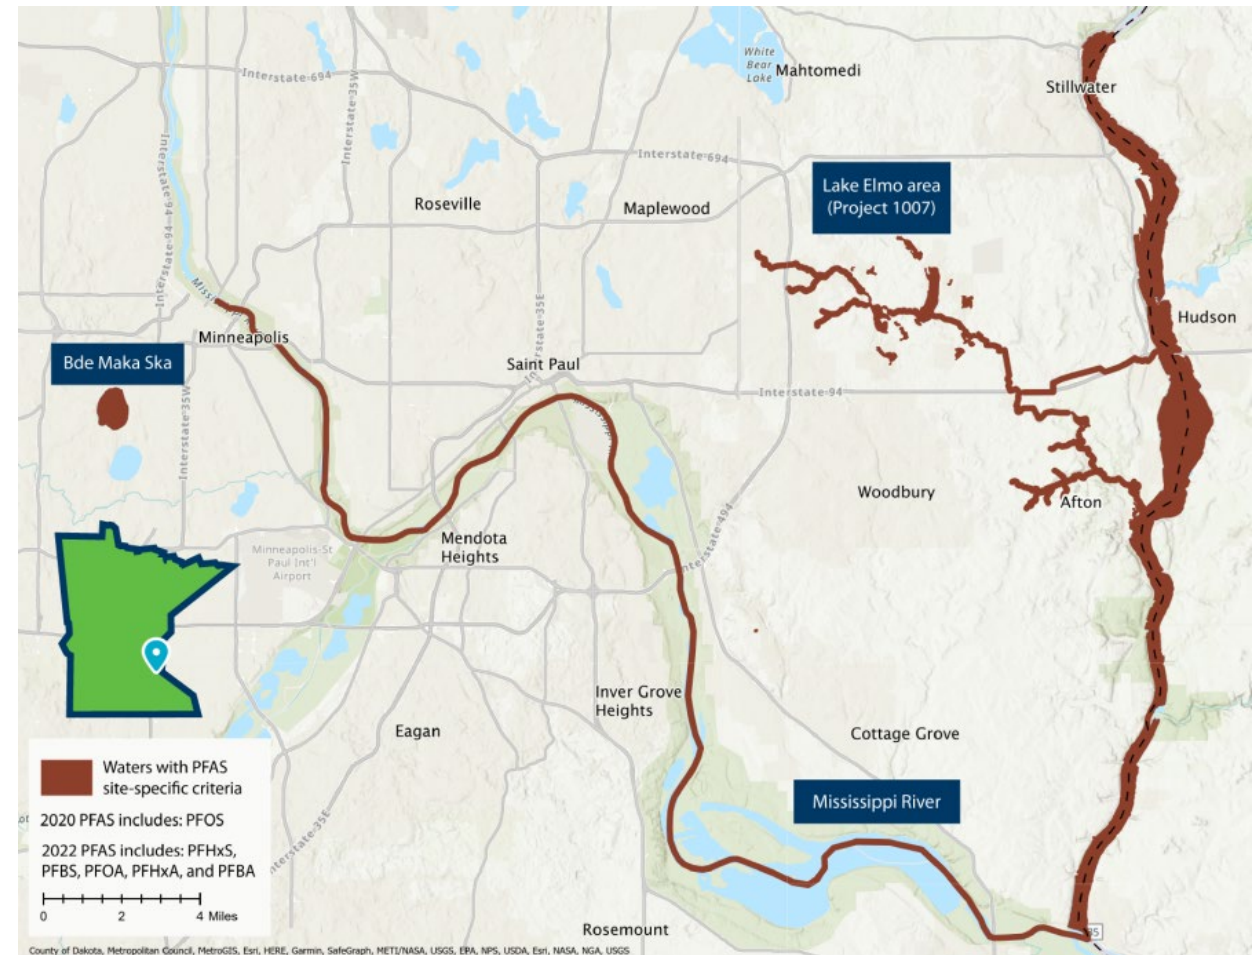 White
Bear
Lake
Mahtomedi
Interstate 694
Stillwater
Interstate 35W
Interstate 694
Interstate 94
Interstate 94
Lake Elmo area
(Project 1007)
Roseville
Maplewood
Minneapolis
Hudson
Interstate 35E
Bde Maka Ska
Saint Paul
Interstate 94
Interstate 35W
Woodbury
Afton
Interstate 494
Mendota
Heights
Minneapolis-St
Paul Int'l
Airport
Inver Grove
Heights
Eagan
Cottage Grove
Waters with PFAS
site-specific criteria
Mississippi River
2020 PFAS includes: PFOS
2022 PFAS includes: PFHxS,
PFBS, PFOA, PFHxA, and PFBA
Interstate 35E
0 2 4 Miles
Rosemount
County of Dakota, Metropolitan Council, MetroGIS, Esri, HERE, Garmin, SafeGraph, METI/NASA, USGS, EPA, NPS, USDA, Esri, NASA, NGA, USGS